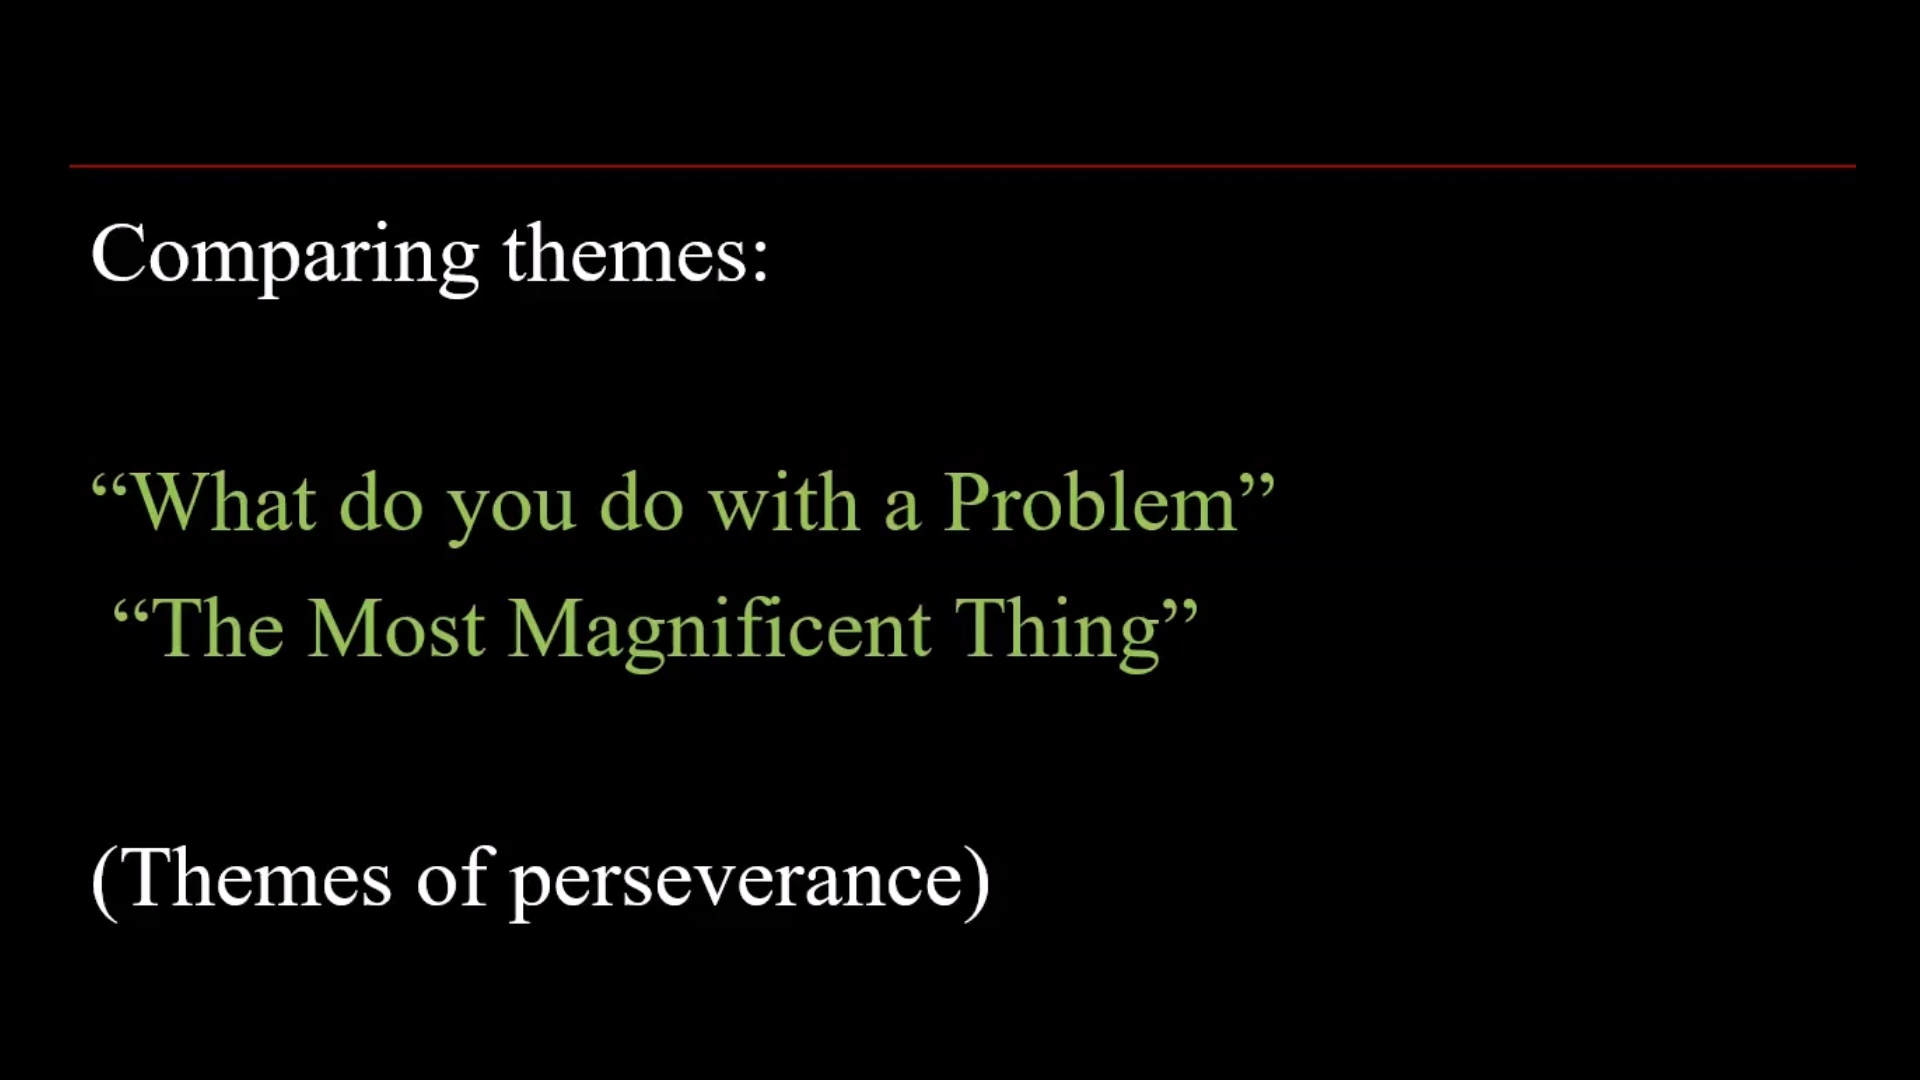 Comparing themes:
“What do you do with a Problem”
“The Most Magnificent Thing”
(Themes of perseverance)